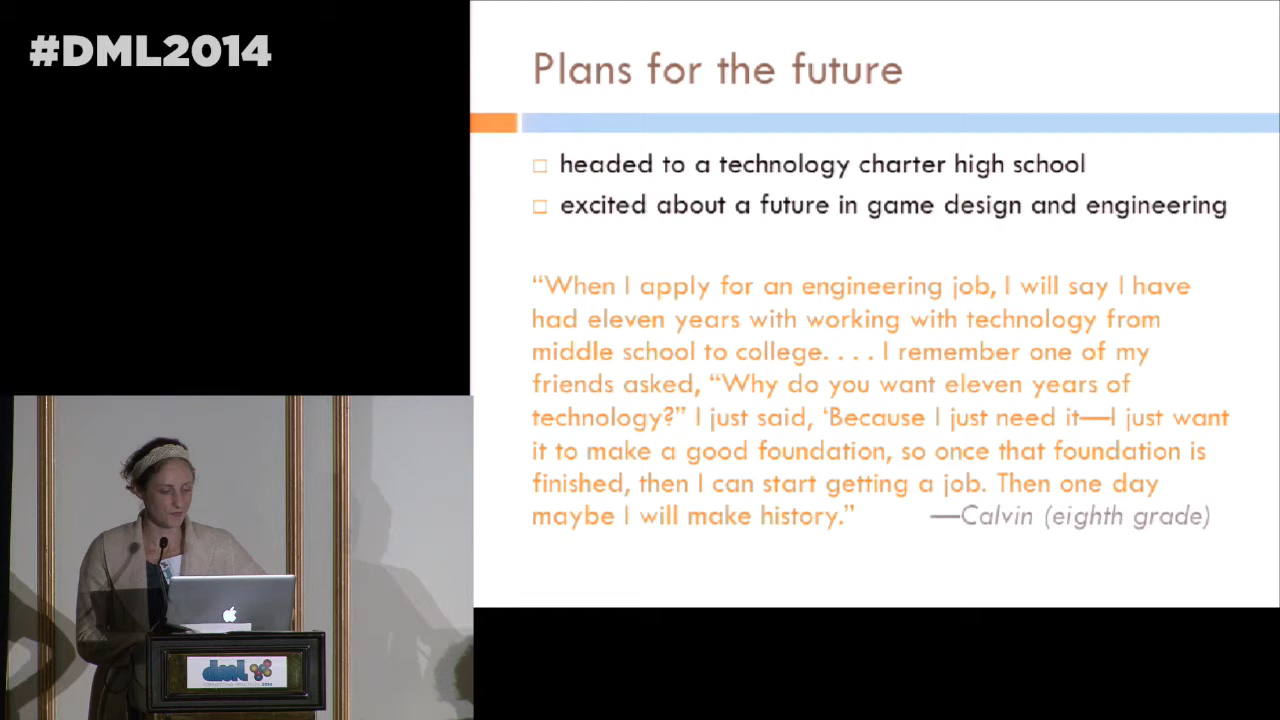 #DML2014
Plans for the future
headed to a technology charter high school
excited about a future in game design and engineering
“When I apply for an engineering job, I will say I have
had eleven years with working with technology from
middle school to college. . . . I remember one of my
friends asked, “Why do you want eleven years of
technology?” I just said, ‘Because I just need it—I just want
it to make a good foundation, so once that foundation is
finished, then I can start getting a job. Then one day
maybe I will make history.”
—Calvin (eighth grade)
dml